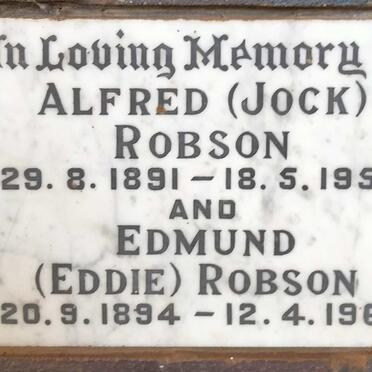 In Loving Memory
ALFRED (JOCK)
ROBSON
29. 8. 1891 – 18. 5. 195
AND
EDMUND
(EDDIE) ROBSON
20. 9. 1894 – 12. 4. 196